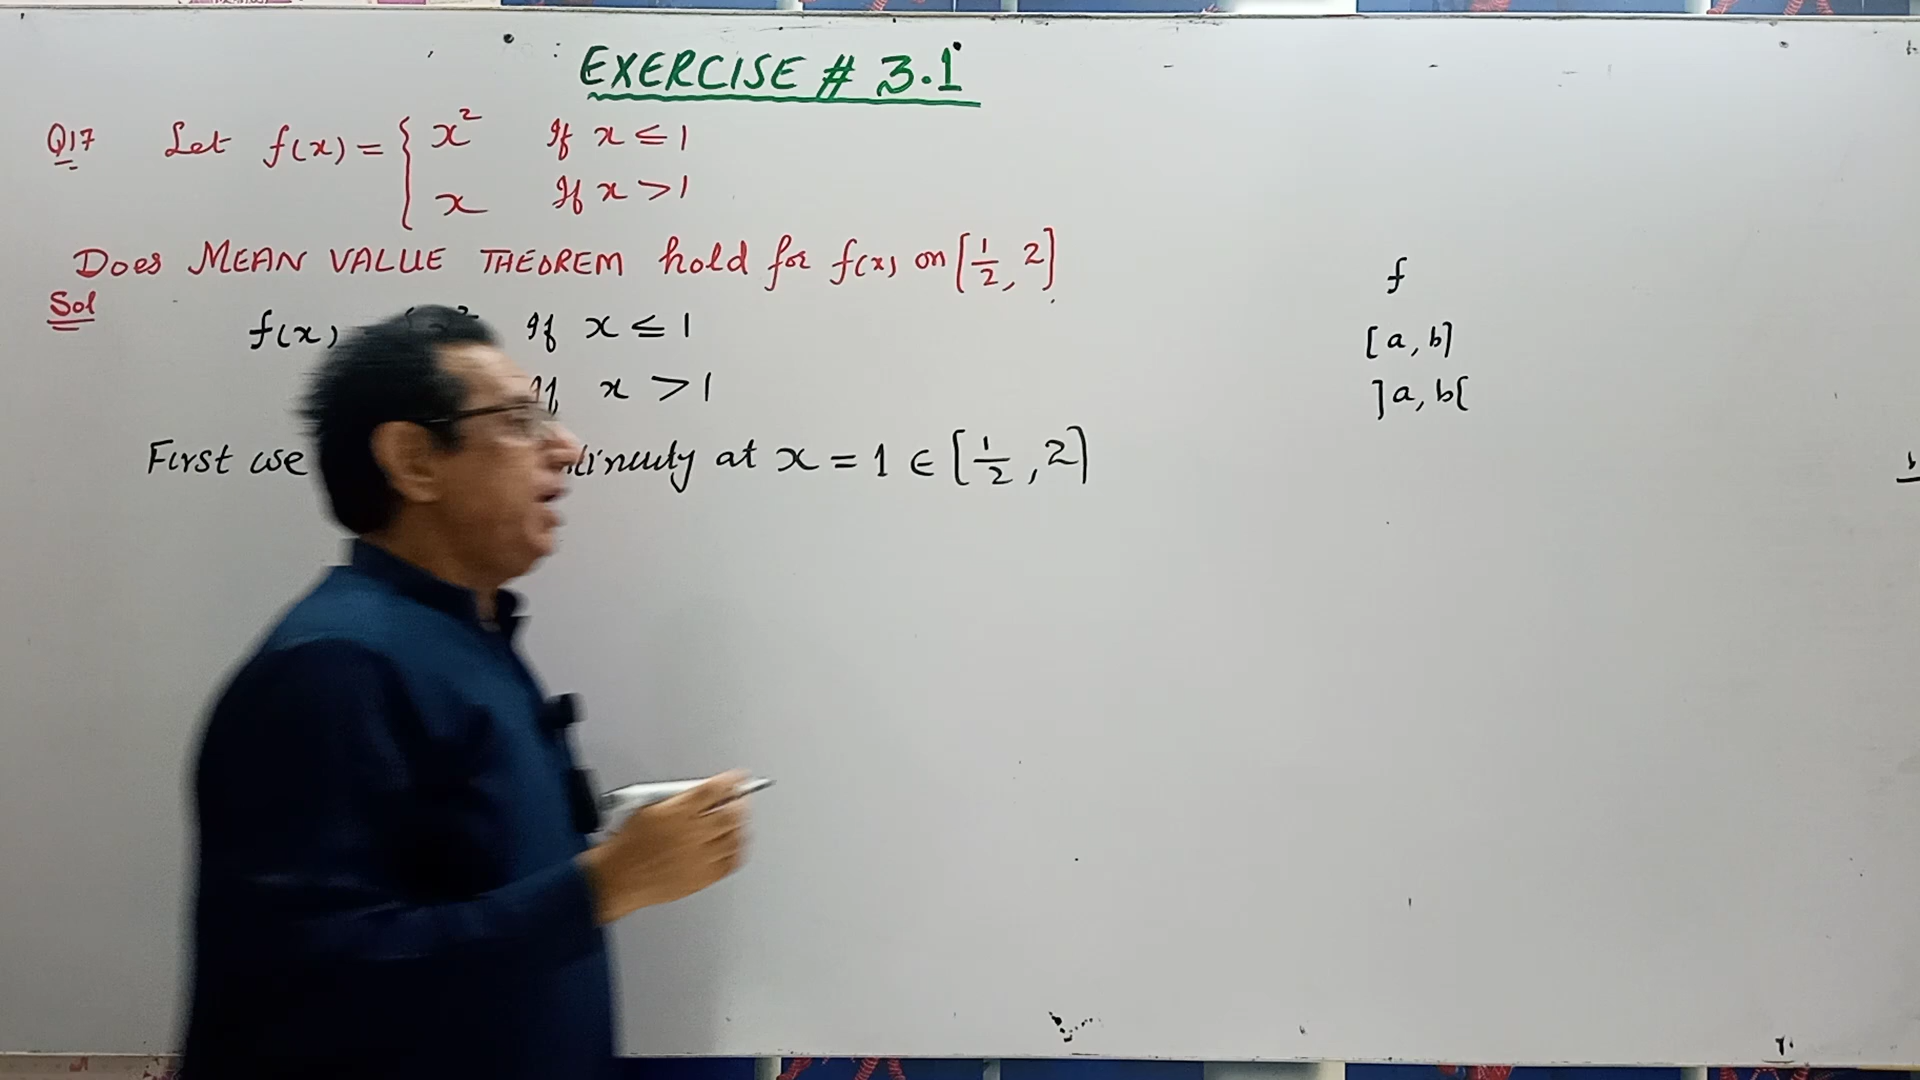 EXERCISE # 3.1
Q17 Let f(x) = { x² If x ≤ 1
x If x > 1
Does MEAN VALUE THEOREM hold for f(x) on [1/2, 2]
Sol
f(x) If x ≤ 1
If x > 1
First we at x = 1 ∈ [1/2, 2]
f
[a, b]
]a, b[